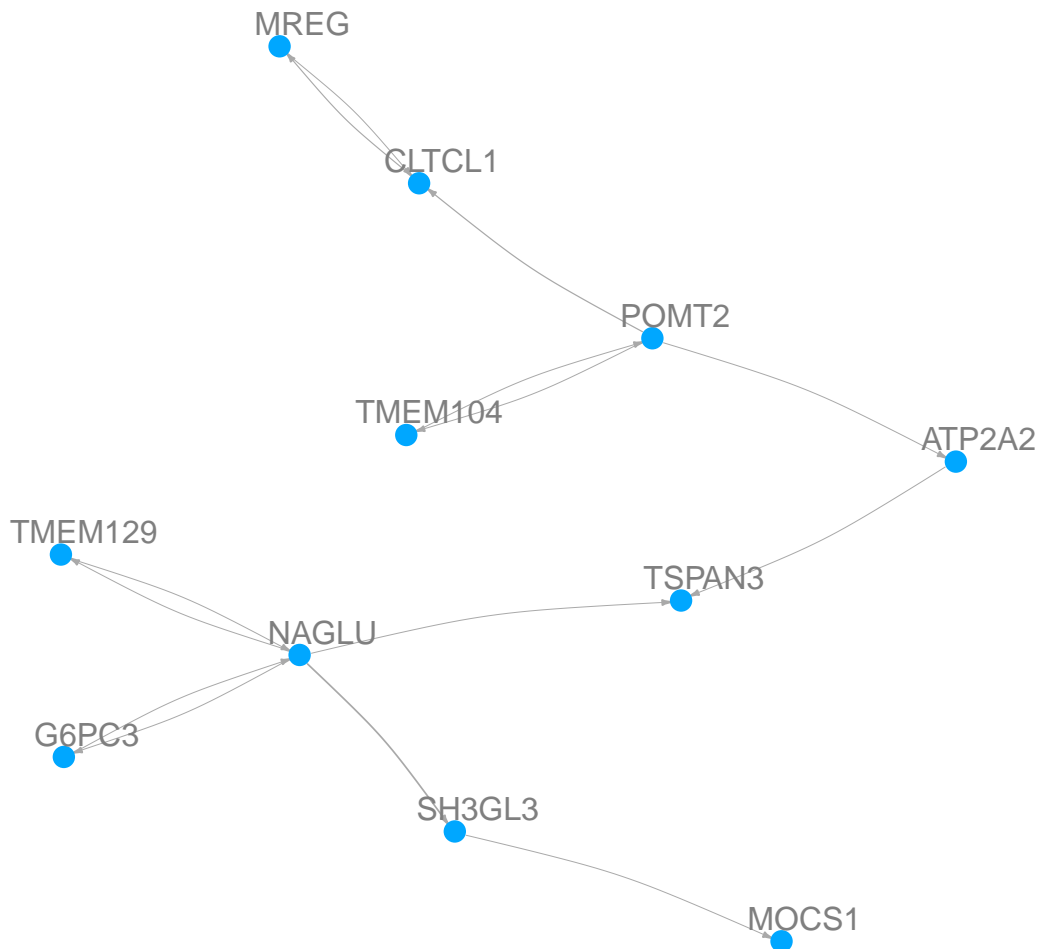 MREG
CLTCL1
POMT2
TMEM104
ATP2A2
TMEM129
TSPAN3
NAGLU
G6PC3
SH3GL3
MOCS1